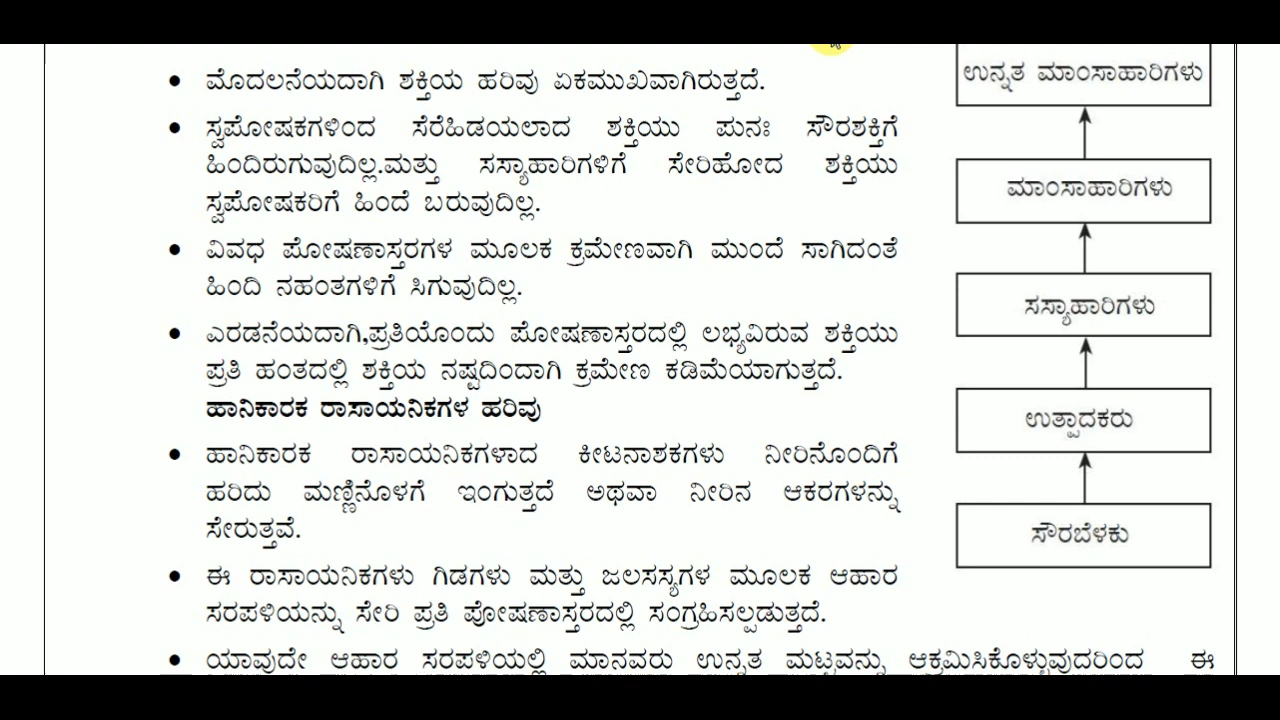 ಮೊದಲನೆಯದಾಗಿ ಶಕ್ತಿಯ ಹರಿವು ಏಕಮುಖವಾಗಿರುತ್ತದೆ.
ಸ್ವಪೋಷಕಗಳಿಂದ ಸೆರೆಹಿಡಯಲಾದ ಶಕ್ತಿಯು ಪುನಃ ಸೌರಶಕ್ತಿಗೆ
ಹಿಂದಿರುಗುವುದಿಲ್ಲ.ಮತ್ತು ಸಸ್ಯಾಹಾರಿಗಳಿಗೆ ಸೇರಿಹೋದ ಶಕ್ತಿಯು
ಸ್ವಪೋಷಕರಿಗೆ ಹಿಂದೆ ಬರುವುದಿಲ್ಲ.
ವಿವಧ ಪೋಷಣಾಸ್ತರಗಳ ಮೂಲಕ ಕ್ರಮೇಣವಾಗಿ ಮುಂದೆ ಸಾಗಿದಂತೆ
ಹಿಂದಿ ನಹಂತಗಳಿಗೆ ಸಿಗುವುದಿಲ್ಲ.
ಎರಡನೆಯದಾಗಿ,ಪ್ರತಿಯೊಂದು ಪೋಷಣಾಸ್ತರದಲ್ಲಿ ಲಭ್ಯವಿರುವ ಶಕ್ತಿಯು
ಪ್ರತಿ ಹಂತದಲ್ಲಿ ಶಕ್ತಿಯ ನಷ್ಟದಿಂದಾಗಿ ಕ್ರಮೇಣ ಕಡಿಮೆಯಾಗುತ್ತದೆ.
ಹಾನಿಕಾರಕ ರಾಸಾಯನಿಕಗಳ ಹರಿವು
ಹಾನಿಕಾರಕ ರಾಸಾಯನಿಕಗಳಾದ ಕೀಟನಾಶಕಗಳು ನೀರಿನೊಂದಿಗೆ
ಹರಿದು ಮಣ್ಣಿನೊಳಗೆ ಇಂಗುತ್ತದೆ ಅಥವಾ ನೀರಿನ ಆಕರಗಳನ್ನು
ಸೇರುತ್ತವೆ.
ಈ ರಾಸಾಯನಿಕಗಳು ಗಿಡಗಳು ಮತ್ತು ಜಲಸಸ್ಯಗಳ ಮೂಲಕ ಆಹಾರ
ಸರಪಳಿಯನ್ನು ಸೇರಿ ಪ್ರತಿ ಪೋಷಣಾಸ್ತರದಲ್ಲಿ ಸಂಗ್ರಹಿಸಲ್ಪಡುತ್ತದೆ.
ಯಾವುದೇ ಆಹಾರ ಸರಪಳಿಯಲ್ಲಿ ಮಾನವರು ಉನ್ನತ ಮಟ್ಟವನ್ನು ಆಕ್ರಮಿಸಿಕೊಳ್ಳುವುದರಿಂದ ಈ
ಉನ್ನತ ಮಾಂಸಾಹಾರಿಗಳು
ಮಾಂಸಾಹಾರಿಗಳು
ಸಸ್ಯಾಹಾರಿಗಳು
ಉತ್ಪಾದಕರು
ಸೌರಬೆಳಕು